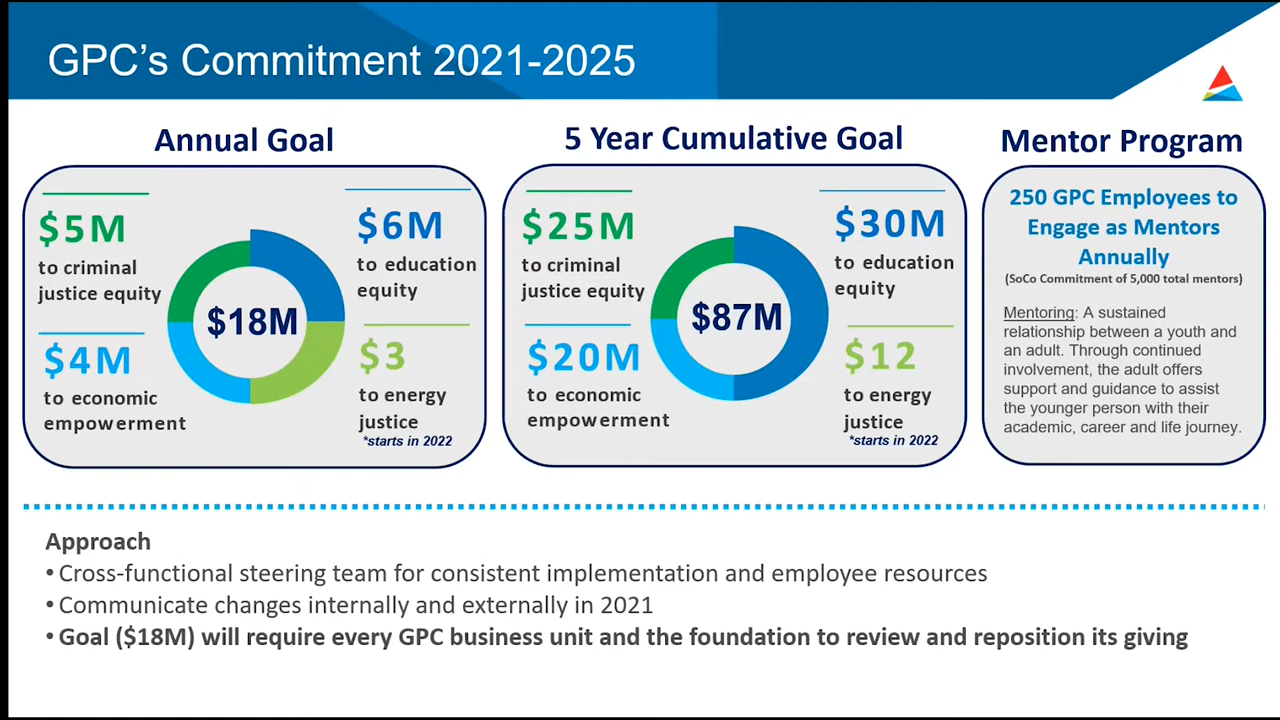 GPC’s Commitment 2021-2025
Annual Goal
$5M
to criminal
justice equity
$6M
to education
equity
$18M
$4M
to economic
empowerment
$3
to energy
justice
*starts in 2022
5 Year Cumulative Goal
$25M
to criminal
justice equity
$30M
to education
equity
$87M
$20M
to economic
empowerment
$12
to energy
justice
*starts in 2022
Mentor Program
250 GPC Employees to
Engage as Mentors
Annually
(SoCo Commitment of 5,000 total mentors)
Mentoring: A sustained
relationship between a youth and
an adult. Through continued
involvement, the adult offers
support and guidance to assist
the younger person with their
academic, career and life journey.
Approach
• Cross-functional steering team for consistent implementation and employee resources
• Communicate changes internally and externally in 2021
• Goal ($18M) will require every GPC business unit and the foundation to review and reposition its giving